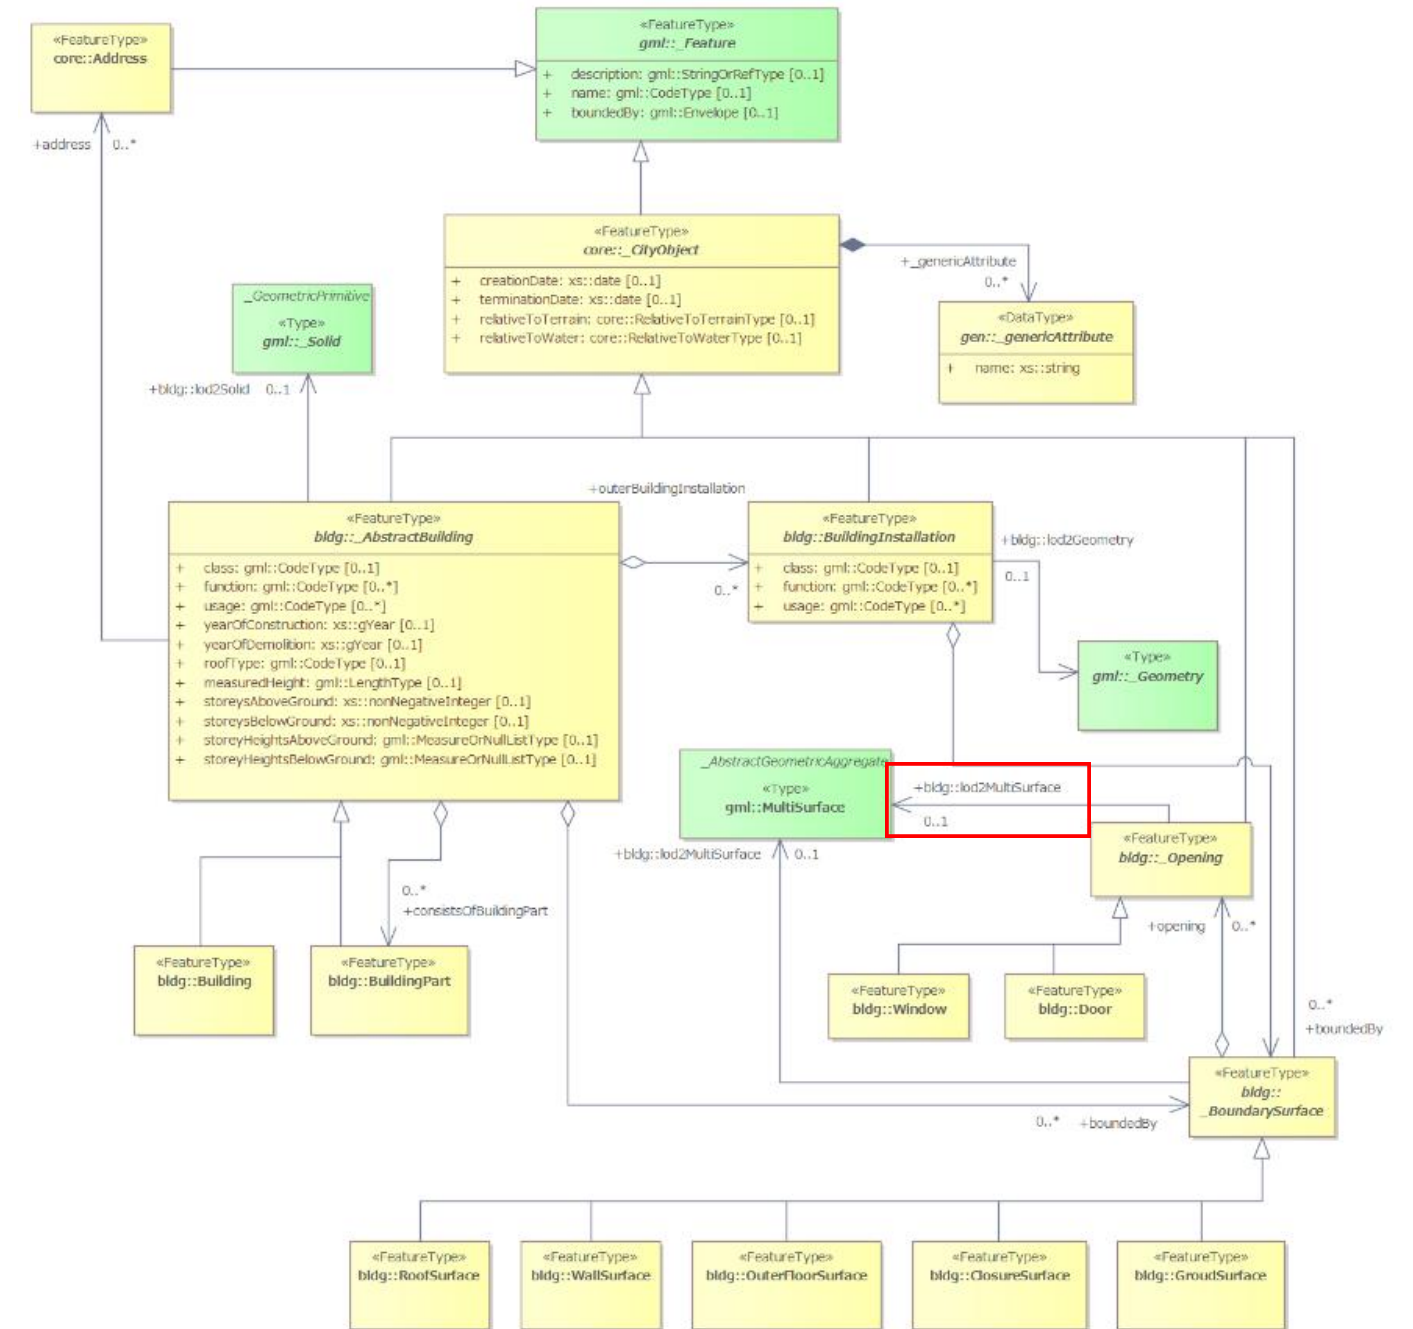 «FeatureType»
core::Address
«FeatureType»
gml::_Feature
+ description: gml::StringOrRefType [0..1]
+ name: gml::CodeType [0..1]
+ boundedBy: gml::Envelope [0..1]
+address 0..*
«FeatureType»
core::_CityObject
+ creationDate: xs::date [0..1]
+ terminationDate: xs::date [0..1]
+ relativeToTerrain: core::RelativeToTerrainType [0..1]
+ relativeToWater: core::RelativeToWaterType [0..1]
+_genericAttribute
0..*
«DataType»
gen::_genericAttribute
+ name: xs::string
_GeometricPrimitive
«Type»
gml::_Solid
+bldg::lod2Solid 0..1
+outerBuildingInstallation
0..*
«FeatureType»
bldg::_AbstractBuilding
+ class: gml::CodeType [0..1]
+ function: gml::CodeType [0..*]
+ usage: gml::CodeType [0..*]
+ yearOfConstruction: xs::gYear [0..1]
+ yearOfDemolition: xs::gYear [0..1]
+ roofType: gml::CodeType [0..1]
+ measuredHeight: gml::LengthType [0..1]
+ storeysAboveGround: xs::nonNegativeInteger [0..1]
+ storeysBelowGround: xs::nonNegativeInteger [0..1]
+ storeyHeightsAboveGround: gml::MeasureOrNullListType [0..1]
+ storeyHeightsBelowGround: gml::MeasureOrNullListType [0..1]
«FeatureType»
bldg::BuildingInstallation
+ class: gml::CodeType [0..1]
+ function: gml::CodeType [0..*]
+ usage: gml::CodeType [0..*]
+bldg::lod2Geometry
0..1
«Type»
gml::_Geometry
_AbstractGeometricAggregate
«Type»
gml::MultiSurface
+bldg::lod2MultiSurface
0..1
+bldg::lod2MultiSurface 0..1
«FeatureType»
bldg::_Opening
0..*
+consistsOfBuildingPart
+opening 0..*
«FeatureType»
bldg::Building
«FeatureType»
bldg::BuildingPart
«FeatureType»
bldg::Window
«FeatureType»
bldg::Door
0..*
+boundedBy
«FeatureType»
bldg::
_BoundarySurface
0..* +boundedBy
«FeatureType»
bldg::RoofSurface
«FeatureType»
bldg::WallSurface
«FeatureType»
bldg::OuterFloorSurface
«FeatureType»
bldg::ClosureSurface
«FeatureType»
bldg::GroudSurface